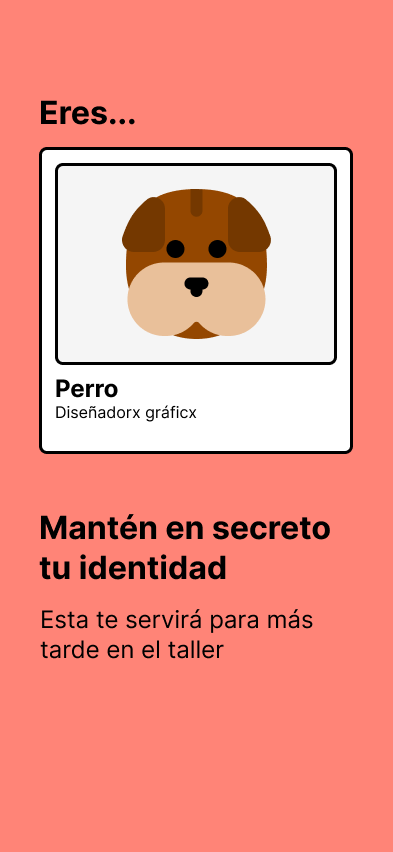 Eres...
Perro
Diseñadorx gráficx
Mantén en secreto
tu identidad
Esta te servirá para más
tarde en el taller